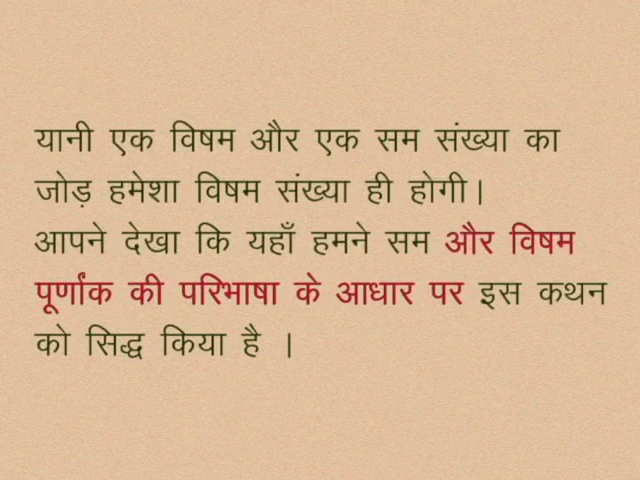 यानी एक विषम और एक सम संख्या का
जोड़ हमेशा विषम संख्या ही होगी।
आपने देखा कि यहाँ हमने सम और विषम
पूर्णांक की परिभाषा के आधार पर इस कथन
को सिद्ध किया है ।